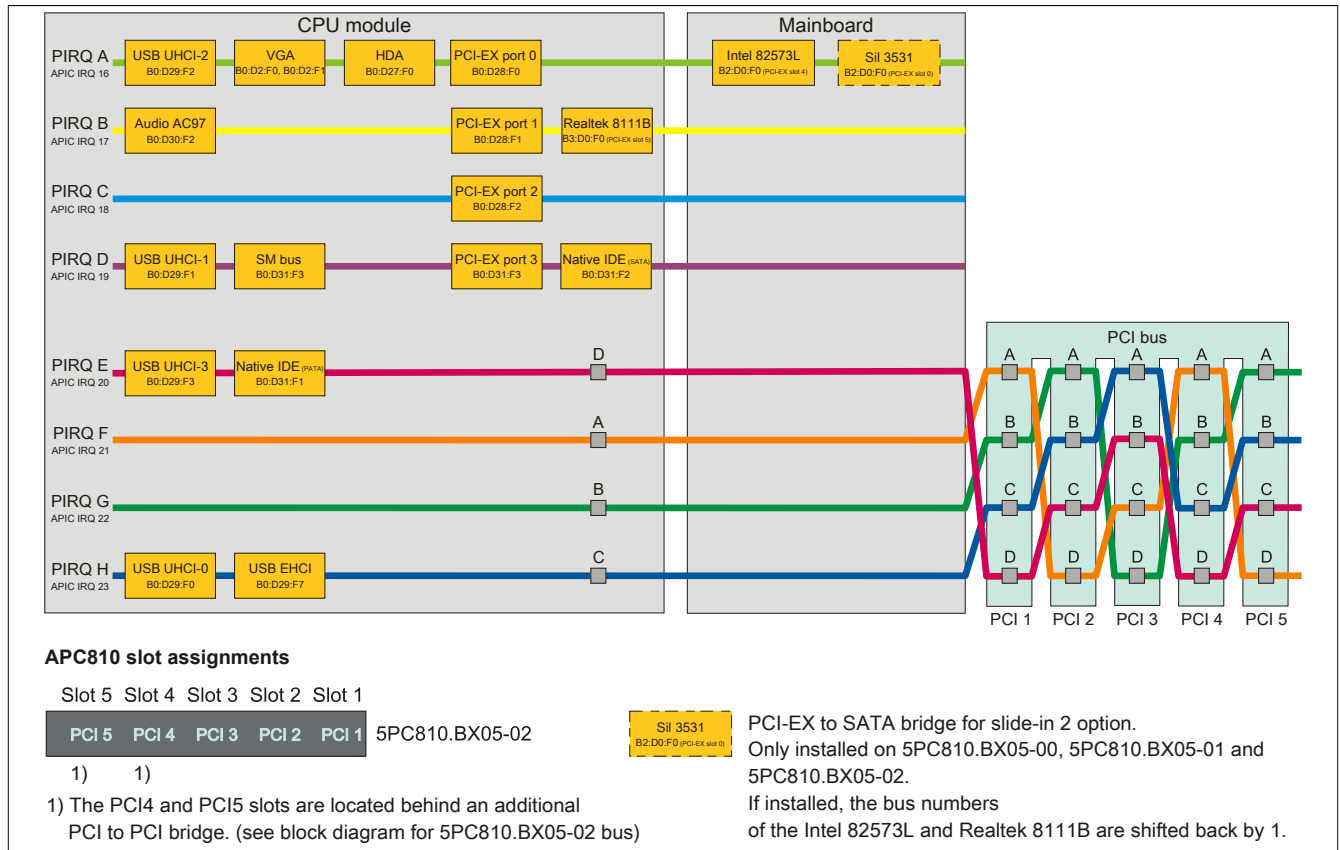 CPU module
Mainboard
PIRQ A
APIC IRQ 16
USB UHCI-2
B0:D29:F2
VGA
B0:D2:F0, B0:D2:F1
HDA
B0:D27:F0
PCI-EX port 0
B0:D28:F0
Intel 82573L
B2:D0:F0 (PCI-EX slot 4)
Sil 3531
B2:D0:F0 (PCI-EX slot 0)
PIRQ B
APIC IRQ 17
Audio AC97
B0:D30:F2
PCI-EX port 1
B0:D28:F1
Realtek 8111B
B3:D0:F0 (PCI-EX slot 5)
PIRQ C
APIC IRQ 18
PCI-EX port 2
B0:D28:F2
PIRQ D
APIC IRQ 19
USB UHCI-1
B0:D29:F1
SM bus
B0:D31:F3
PCI-EX port 3
B0:D31:F3
Native IDE (SATA)
B0:D31:F2
PCI bus
A A A A A
PIRQ E
APIC IRQ 20
USB UHCI-3
B0:D29:F3
Native IDE (PATA)
B0:D31:F1
D
PIRQ F
APIC IRQ 21
A
B B B B B
PIRQ G
APIC IRQ 22
B
C C C C C
PIRQ H
APIC IRQ 23
USB UHCI-0
B0:D29:F0
USB EHCI
B0:D29:F7
C
D D D D D
PCI 1 PCI 2 PCI 3 PCI 4 PCI 5
APC810 slot assignments
Slot 5 Slot 4 Slot 3 Slot 2 Slot 1
PCI 5 PCI 4 PCI 3 PCI 2 PCI 1 5PC810.BX05-02
1) 1)
1) The PCI4 and PCI5 slots are located behind an additional
PCI to PCI bridge. (see block diagram for 5PC810.BX05-02 bus)
Sil 3531
B2:D0:F0 (PCI-EX slot 0)
PCI-EX to SATA bridge for slide-in 2 option.
Only installed on 5PC810.BX05-00, 5PC810.BX05-01 and
5PC810.BX05-02.
If installed, the bus numbers
of the Intel 82573L and Realtek 8111B are shifted back by 1.